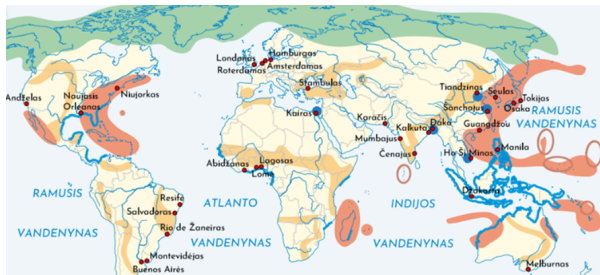 Hamburgas
Londonas
Amsterdamas
Roterdamas
Stambulas
Andželas
Naujasis
Orleanas
Niujorkas
Kairas
Karačis
Mumbajus
Kalkuta
Daka
Čenajus
Tiandzinas
Seulas
Tokijas
Osaka
Šanchajus
Guangdžou
RAMUSIS
VANDENYNAS
Manila
Ho Ši Minas
Džakarta
Abidžanas
Lagosas
Lomė
RAMUSIS
VANDENYNAS
ATLANTO
VANDENYNAS
INDIJOS
VANDENYNAS
Resifė
Salvadoras
Rio de Žaneiras
Montevidėjas
Buenos Airės
Melburnas